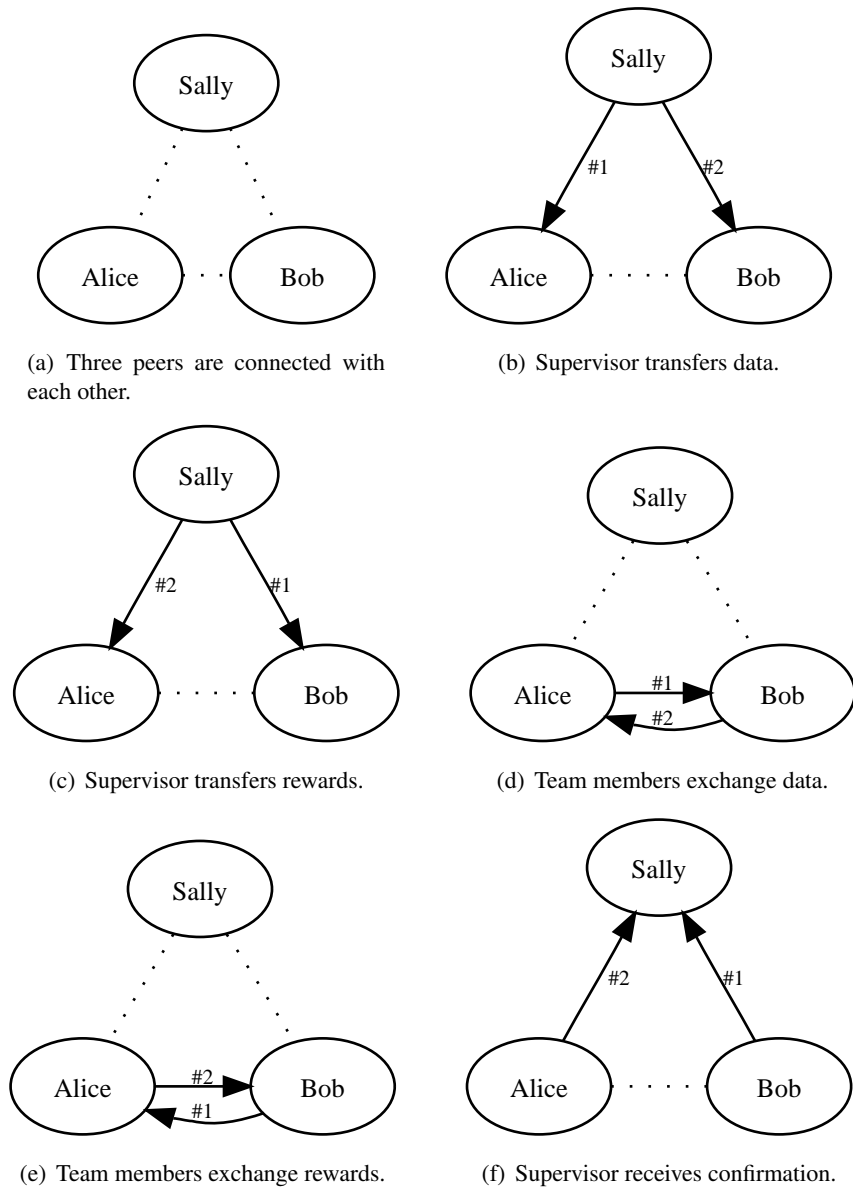 Sally
Alice
Bob
(a) Three peers are connected with
each other.
Sally
#1
#2
Alice
Bob
(b) Supervisor transfers data.
Sally
#2
#1
Alice
Bob
(c) Supervisor transfers rewards.
Sally
Alice
#1
#2
Bob
(d) Team members exchange data.
Sally
Alice
#2
#1
Bob
(e) Team members exchange rewards.
Sally
#2
#1
Alice
Bob
(f) Supervisor receives confirmation.